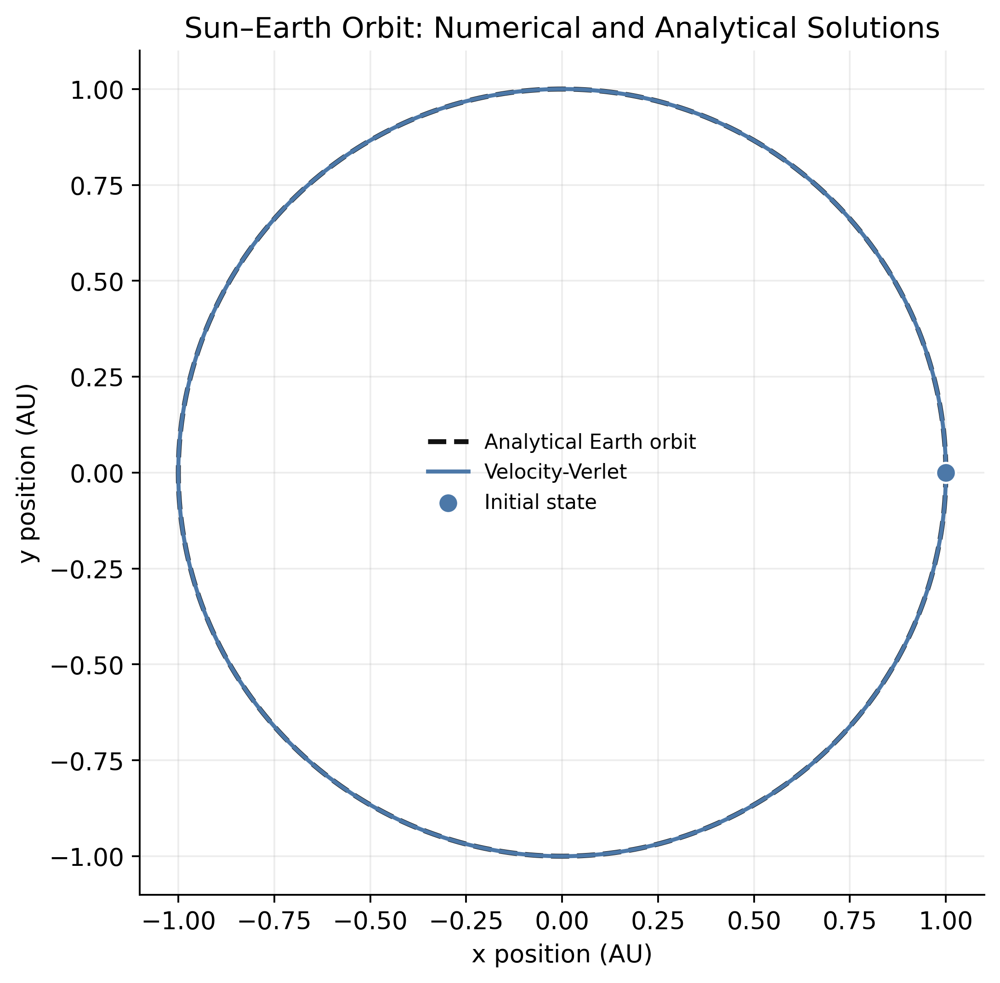 Sun–Earth Orbit: Numerical and Analytical Solutions
y position (AU)
1.00
0.75
0.50
0.25
0.00
−0.25
−0.50
−0.75
−1.00
Analytical Earth orbit
Velocity-Verlet
Initial state
−1.00 −0.75 −0.50 −0.25 0.00 0.25 0.50 0.75 1.00
x position (AU)